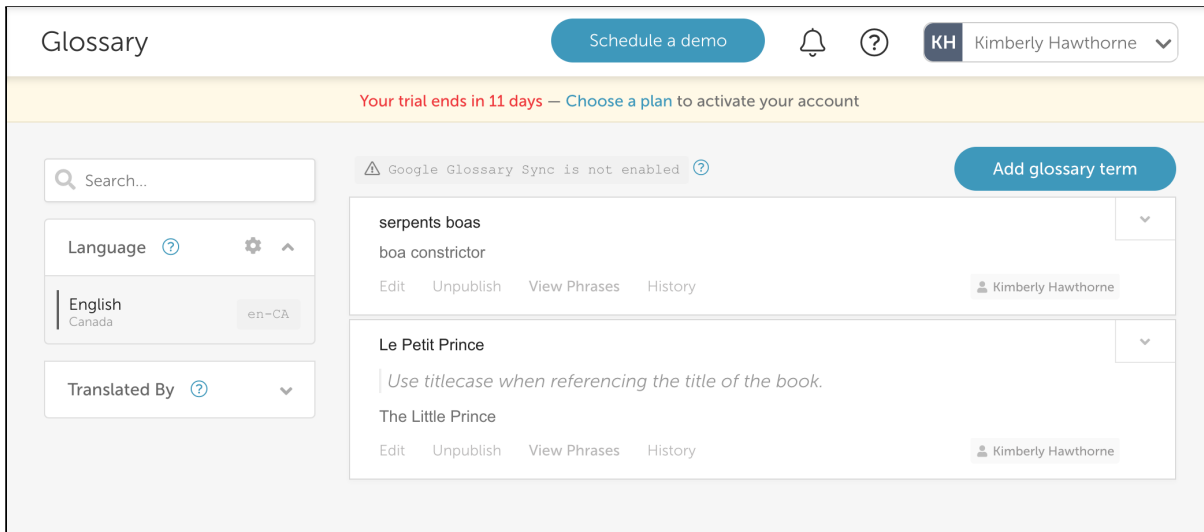 Glossary
Schedule a demo
KH Kimberly Hawthorne
Your trial ends in 11 days — Choose a plan to activate your account
Search...
Google Glossary Sync is not enabled ?
Add glossary term
Language ?
English
Canada
en-CA
Translated By ?
serpents boas
boa constrictor
Edit Unpublish View Phrases History Kimberly Hawthorne
Le Petit Prince
Use titlecase when referencing the title of the book.
The Little Prince
Edit Unpublish View Phrases History Kimberly Hawthorne